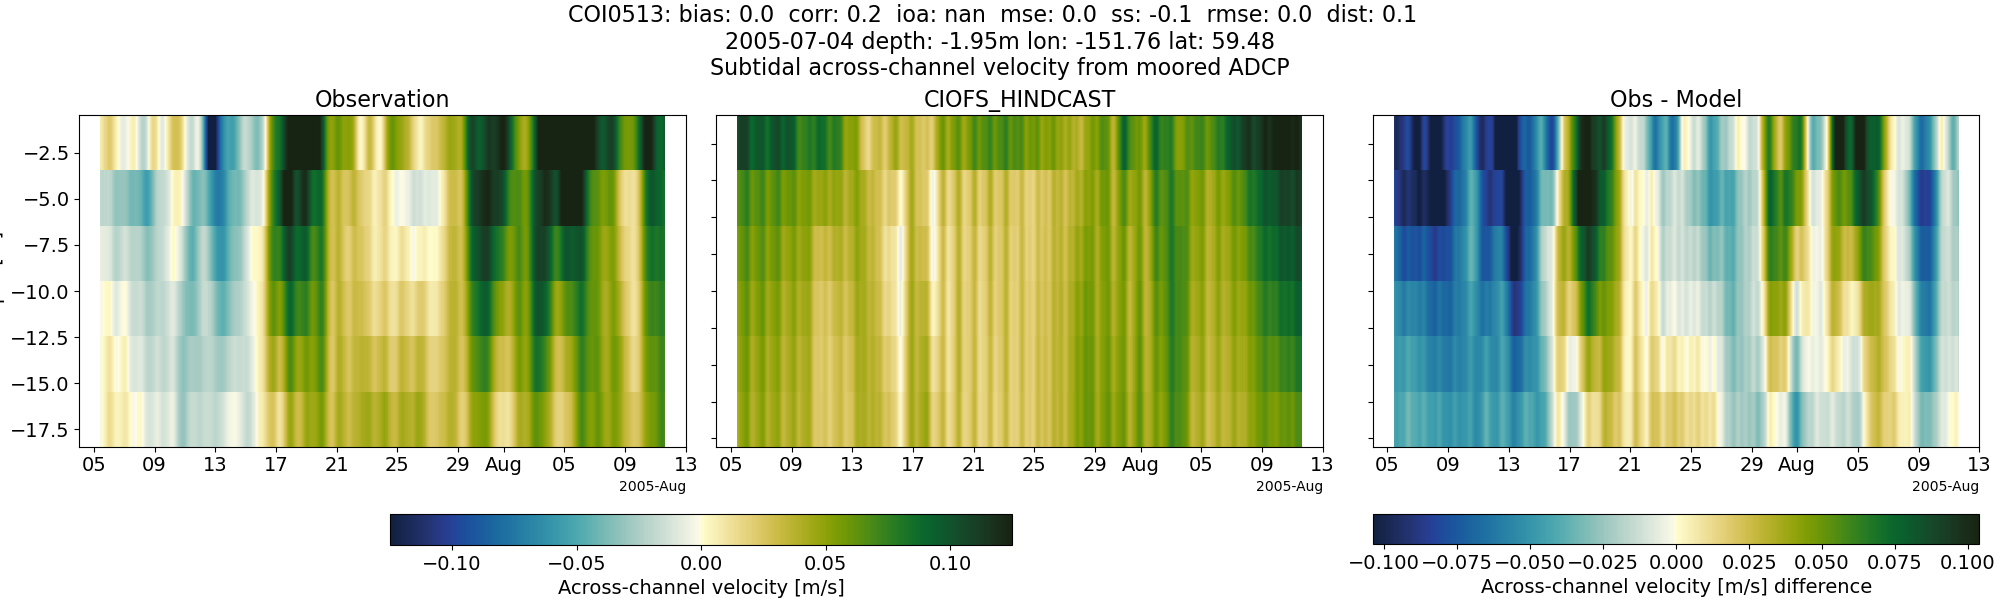 COI0513: bias: 0.0  corr: 0.2  ioa: nan  mse: 0.0  ss: -0.1  rmse: 0.0  dist: 0.1
2005-07-04 depth: -1.95m lon: -151.76 lat: 59.48
Subtidal across-channel velocity from moored ADCP
Observation
CIOFS_HINDCAST
Obs - Model
−2.5
−5.0
−7.5
−10.0
−12.5
−15.0
−17.5
05 09 13 17 21 25 29 Aug 05 09 13
05 09 13 17 21 25 29 Aug 05 09 13
05 09 13 17 21 25 29 Aug 05 09 13
2005-Aug
2005-Aug
2005-Aug
−0.10 −0.05 0.00 0.05 0.10
Across-channel velocity [m/s]
−0.100 −0.075 −0.050 −0.025 0.000 0.025 0.050 0.075 0.100
Across-channel velocity [m/s] difference